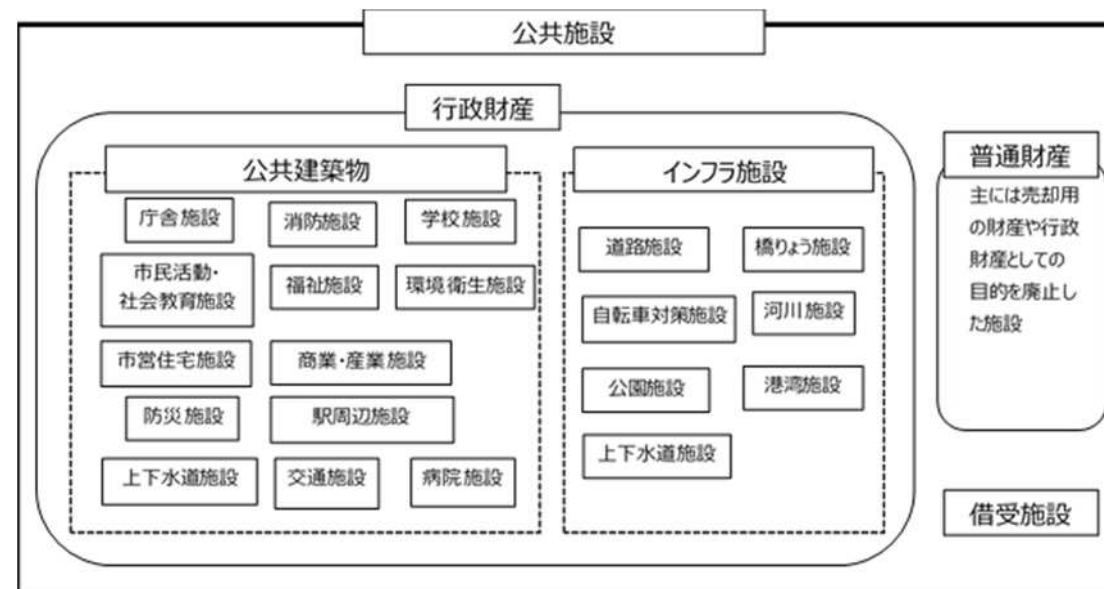 公共施設
行政財産
公共建築物
庁舎施設
消防施設
学校施設
市民活動・
社会教育施設
福祉施設
環境衛生施設
市営住宅施設
商業・産業施設
防災施設
駅周辺施設
上下水道施設
交通施設
病院施設
インフラ施設
道路施設
橋りょう施設
自転車対策施設
河川施設
公園施設
港湾施設
上下水道施設
普通財産
主には売却用
の財産や行政
財産としての
目的を廃止し
た施設
借受施設